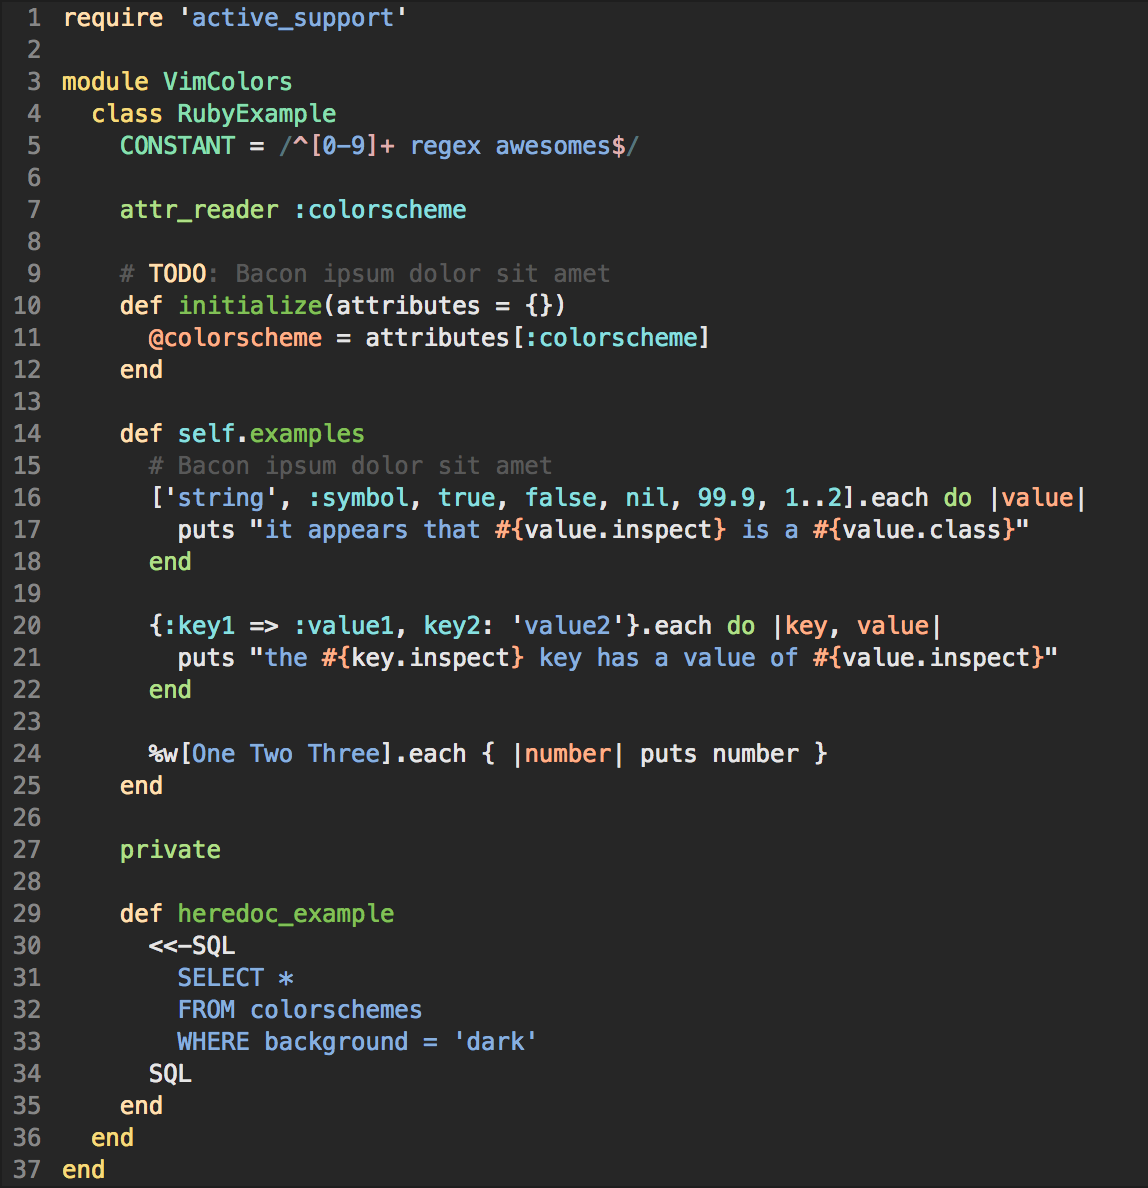 1 require 'active_support'
2
3 module VimColors
4   class RubyExample
5     CONSTANT = /^[0-9]+ regex awesomes$/
6
7     attr_reader :colorscheme
8
9     # TODO: Bacon ipsum dolor sit amet
10     def initialize(attributes = {})
11       @colorscheme = attributes[:colorscheme]
12     end
13
14     def self.examples
15       # Bacon ipsum dolor sit amet
16       ['string', :symbol, true, false, nil, 99.9, 1..2].each do |value|
17         puts "it appears that #{value.inspect} is a #{value.class}"
18       end
19
20       {:key1 => :value1, key2: 'value2'}.each do |key, value|
21         puts "the #{key.inspect} key has a value of #{value.inspect}"
22       end
23
24       %w[One Two Three].each { |number| puts number }
25     end
26
27     private
28
29     def heredoc_example
30       <<-SQL
31         SELECT *
32         FROM colorschemes
33         WHERE background = 'dark'
34       SQL
35     end
36   end
37 end